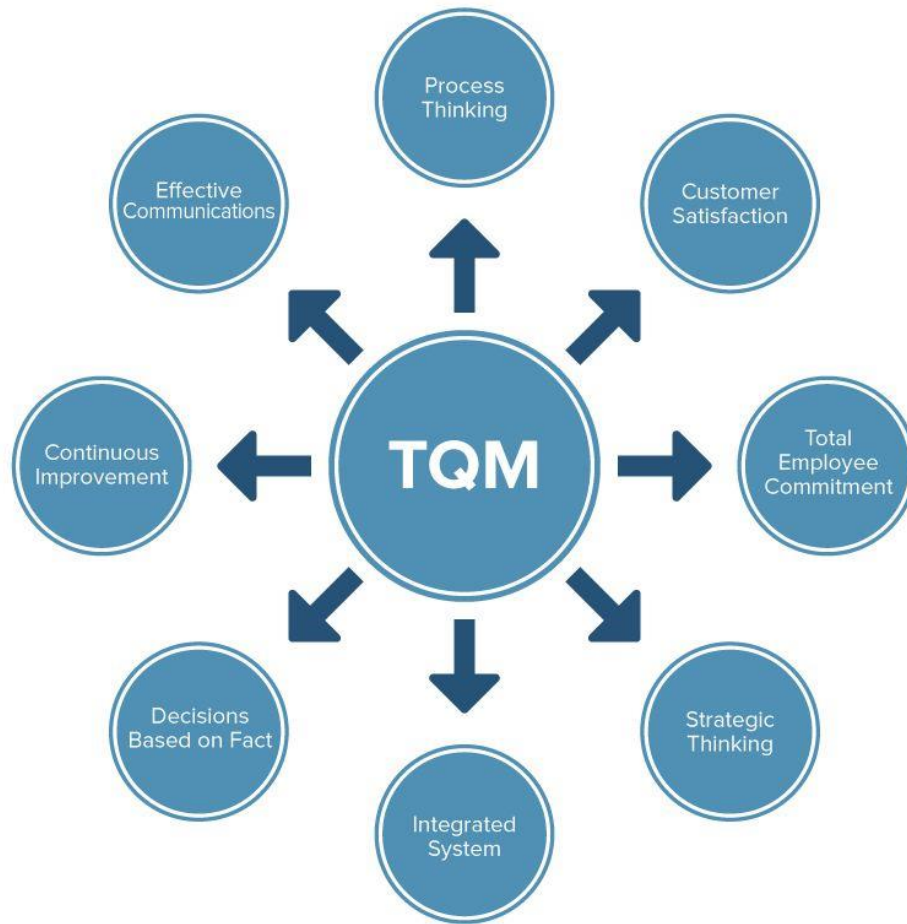 Process
Thinking
Effective
Communications
Customer
Satisfaction
TQM
Continuous
Improvement
Total
Employee
Commitment
Decisions
Based on Fact
Strategic
Thinking
Integrated
System